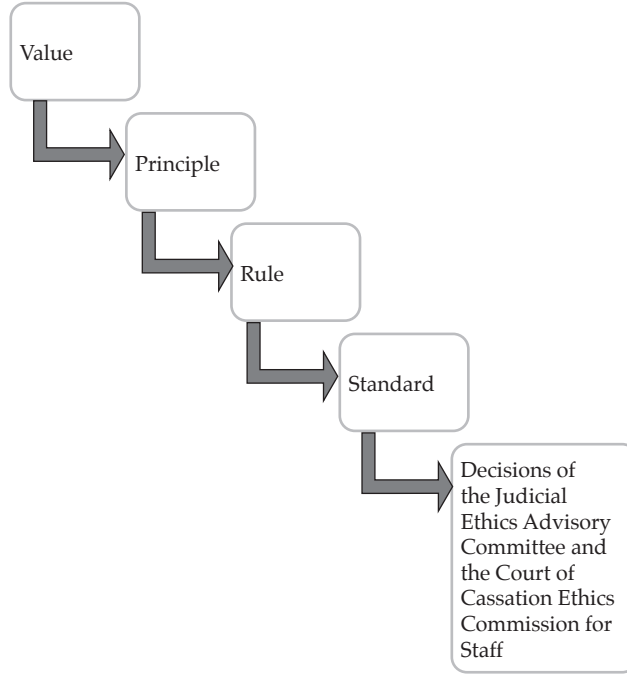 Value
Principle
Rule
Standard
Decisions of
the Judicial
Ethics Advisory
Committee and
the Court of
Cassation Ethics
Commission for
Staff